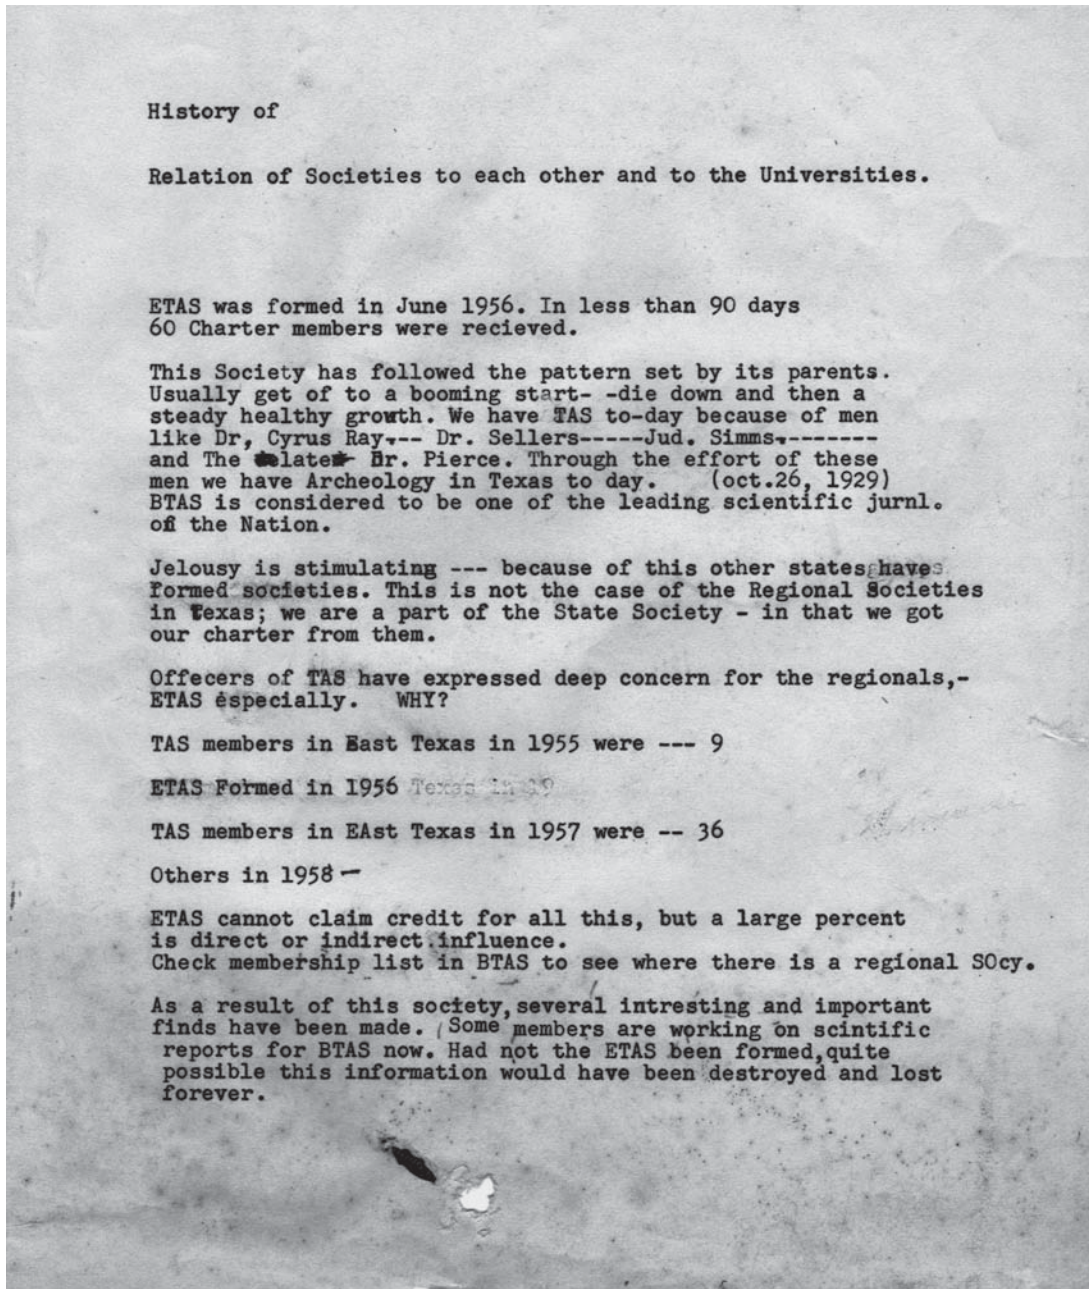 History of
Relation of Societies to each other and to the Universities.
ETAS was formed in June 1956. In less than 90 days
60 Charter members were recieved.
This Society has followed the pattern set by its parents.
Usually get of to a booming start- -die down and then a
steady healthy growth. We have TAS to-day because of men
like Dr, Cyrus Ray,-- Dr. Sellers-----Jud. Simms,-------
and The late Dr. Pierce. Through the effort of these
men we have Archeology in Texas to day. (oct.26, 1929)
BTAS is considered to be one of the leading scientific jurnl.
of the Nation.
Jelousy is stimulating --- because of this other states have
formed societies. This is not the case of the Regional Societies
in Texas; we are a part of the State Society - in that we got
our charter from them.
Offecers of TAS have expressed deep concern for the regionals,-
ETAS especially. WHY?
TAS members in East Texas in 1955 were --- 9
ETAS Formed in 1956 Texas in 19
TAS members in EAst Texas in 1957 were -- 36
Others in 1958 -
ETAS cannot claim credit for all this, but a large percent
is direct or indirect influence.
Check membership list in BTAS to see where there is a regional SOcy.
As a result of this society, several intresting and important
finds have been made. Some members are working on scintific
reports for BTAS now. Had not the ETAS been formed,quite
possible this information would have been destroyed and lost
forever.